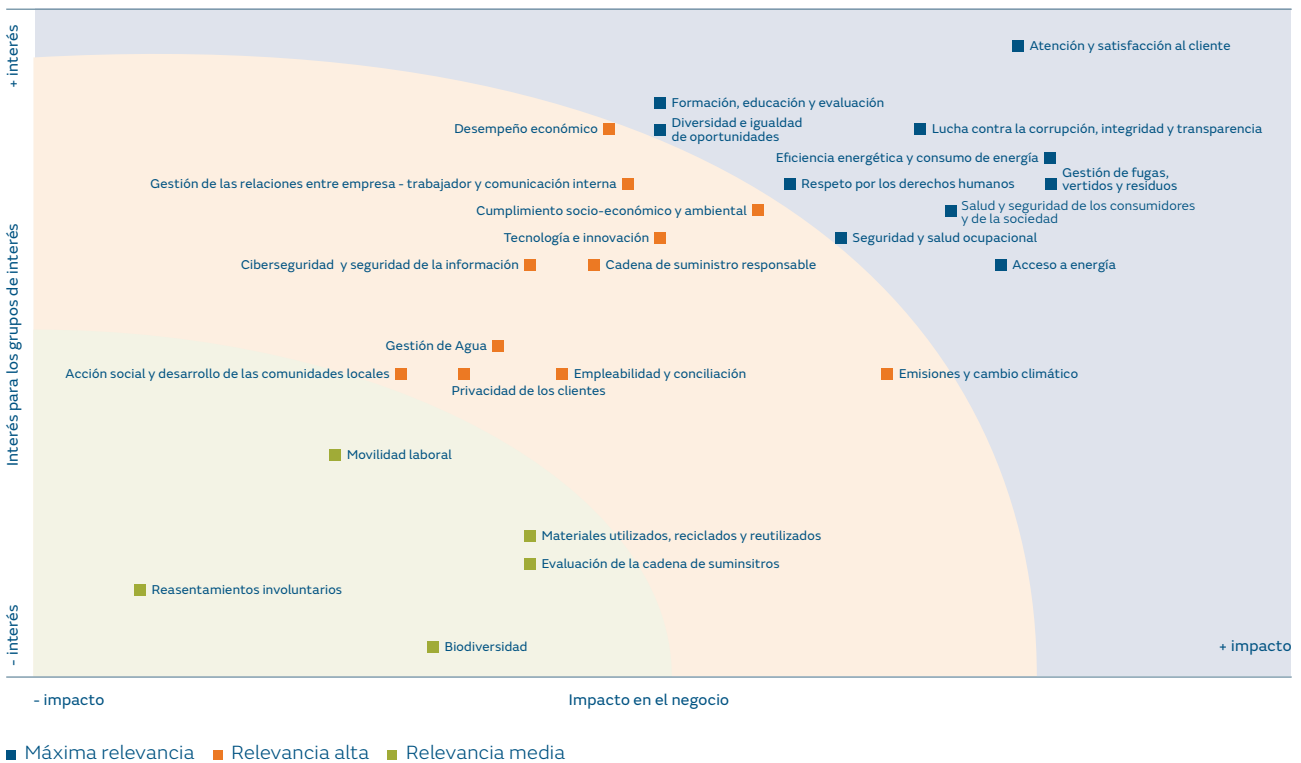 + interés
Interés para los grupos de interés
- interés
Atención y satisfacción al cliente
Formación, educación y evaluación
Desempeño económico
Diversidad e igualdad
de oportunidades
Lucha contra la corrupción, integridad y transparencia
Eficiencia energética y consumo de energía
Gestión de las relaciones entre empresa - trabajador y comunicación interna
Respeto por los derechos humanos
Gestión de fugas,
vertidos y residuos
Cumplimiento socio-económico y ambiental
Salud y seguridad de los consumidores
y de la sociedad
Tecnología e innovación
Seguridad y salud ocupacional
Ciberseguridad y seguridad de la información
Cadena de suministro responsable
Acceso a energía
Gestión de Agua
Acción social y desarrollo de las comunidades locales
Privacidad de los clientes
Empleabilidad y conciliación
Emisiones y cambio climático
Movilidad laboral
Materiales utilizados, reciclados y reutilizados
Evaluación de la cadena de suminsitros
Reasentamientos involuntarios
Biodiversidad
+ impacto
- impacto
Impacto en el negocio
Máxima relevancia
Relevancia alta
Relevancia media